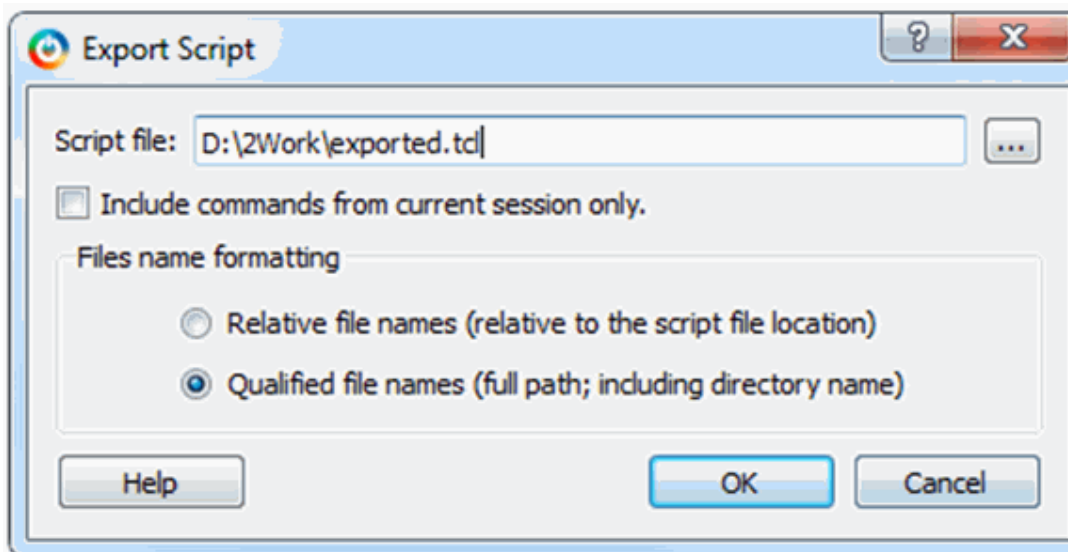 Export Script
Script file: D:\2Work\exported.tcl
...
Include commands from current session only.
Files name formatting
Relative file names (relative to the script file location)
Qualified file names (full path; including directory name)
Help OK Cancel